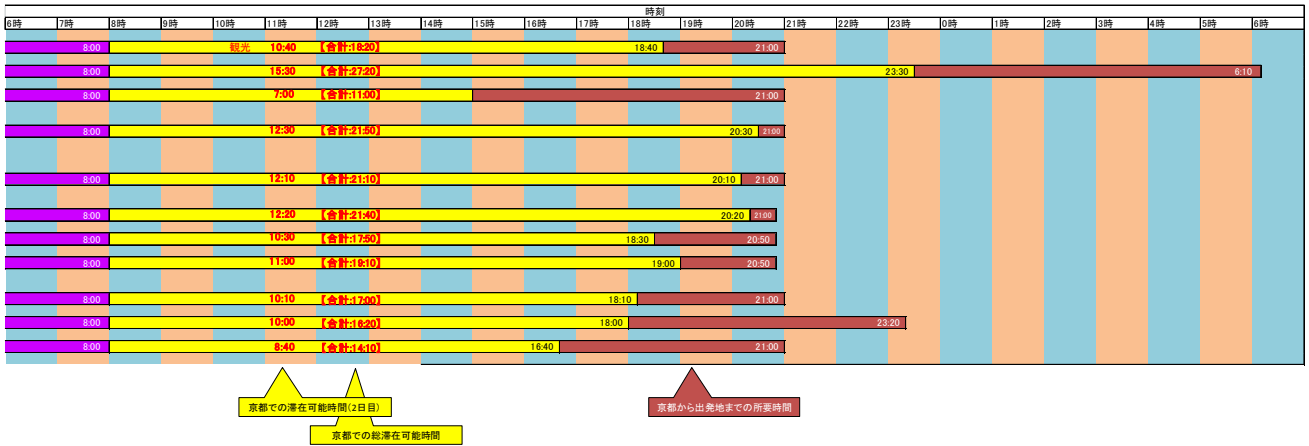 時刻
6時 7時 8時 9時 10時 11時 12時 13時 14時 15時 16時 17時 18時 19時 20時 21時 22時 23時 0時 1時 2時 3時 4時 5時 6時
8:00 観光 10:40 【合計:18:20】 18:40 21:00
8:00 15:30 【合計:27:20】 23:30 6:10
8:00 7:00 【合計:11:00】 21:00
8:00 12:30 【合計:21:50】 20:30 21:00
8:00 12:10 【合計:21:10】 20:10 21:00
8:00 12:20 【合計:21:40】 20:20 21:00
8:00 10:30 【合計:17:50】 18:30 20:50
8:00 11:00 【合計:19:10】 19:00 20:50
8:00 10:10 【合計:17:00】 18:10 21:00
8:00 10:00 【合計:16:20】 18:00 23:20
8:00 8:40 【合計:14:10】 16:40 21:00
京都での滞在可能時間(2日目)
京都から出発地までの所要時間
京都での総滞在可能時間